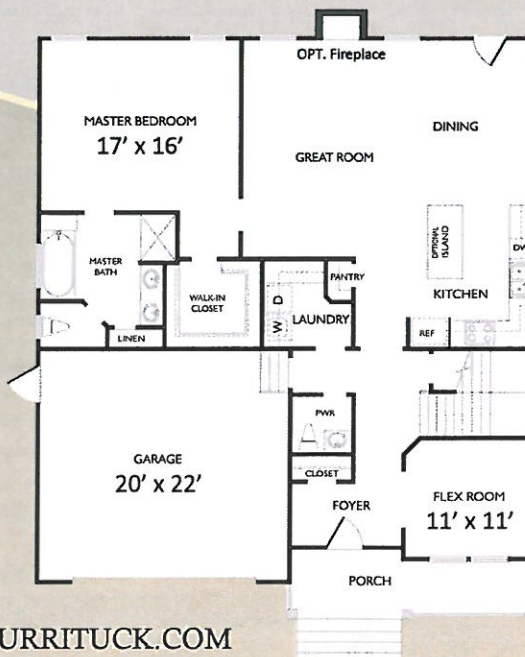 OPT. Fireplace
MASTER BEDROOM
17' x 16'
DINING
GREAT ROOM
OPTIONAL
ISLAND
DW
MASTER
BATH
WALK-IN
CLOSET
PANTRY
KITCHEN
W D
LAUNDRY
REF
LINEN
PWR
GARAGE
20' x 22'
CLOSET
FOYER
FLEX ROOM
11' x 11'
PORCH
URRITUCK.COM